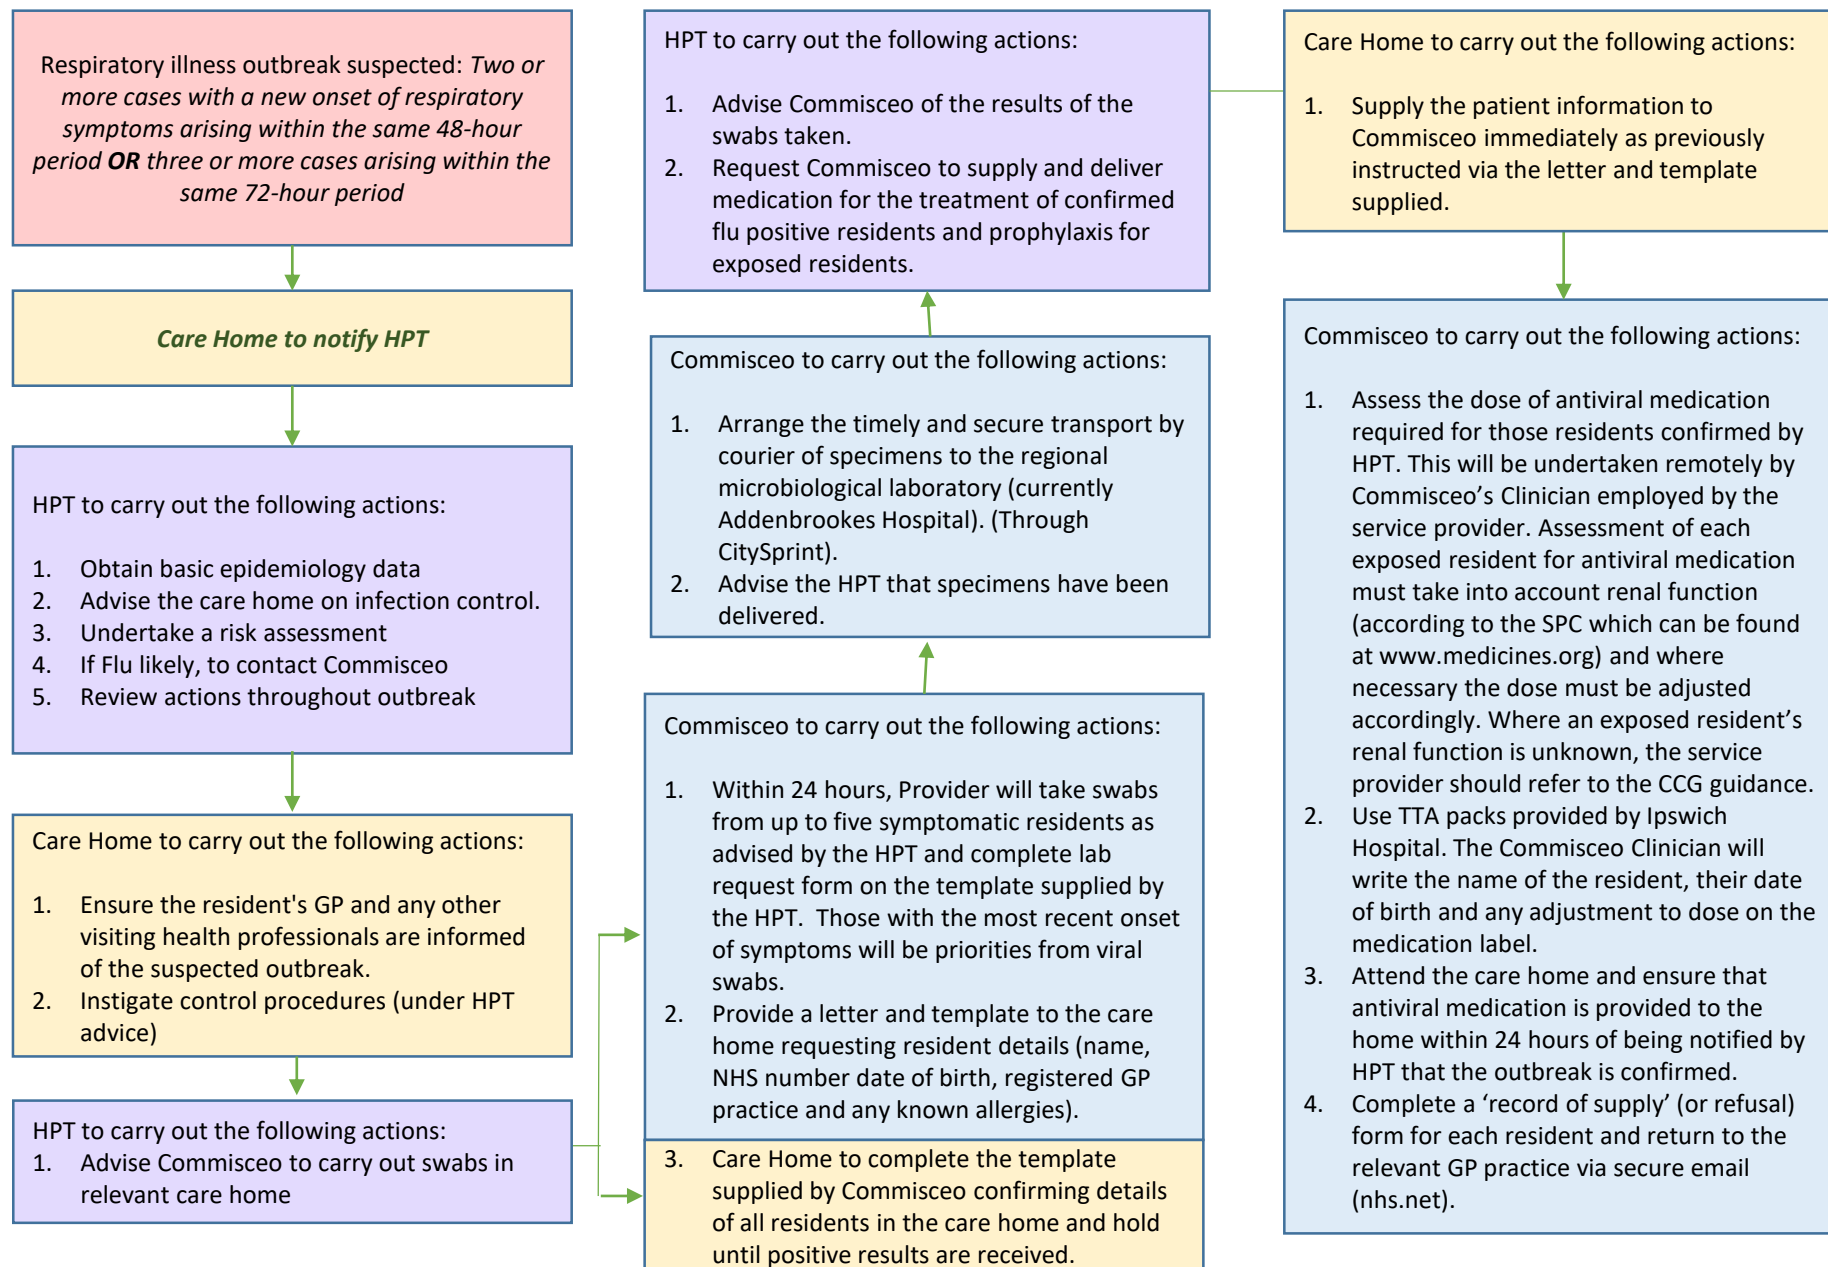 Respiratory illness outbreak suspected: Two or
more cases with a new onset of respiratory
symptoms arising within the same 48-hour
period OR three or more cases arising within the
same 72-hour period
Care Home to notify HPT
HPT to carry out the following actions:
1. Obtain basic epidemiology data
2. Advise the care home on infection control.
3. Undertake a risk assessment
4. If Flu likely, to contact Commisceo
5. Review actions throughout outbreak
Care Home to carry out the following actions:
1. Ensure the resident's GP and any other
visiting health professionals are informed
of the suspected outbreak.
2. Instigate control procedures (under HPT
advice)
HPT to carry out the following actions:
1. Advise Commisceo to carry out swabs in
relevant care home
Commisceo to carry out the following actions:
1. Within 24 hours, Provider will take swabs
from up to five symptomatic residents as
advised by the HPT and complete lab
request form on the template supplied by
the HPT. Those with the most recent onset
of symptoms will be priorities from viral
swabs.
2. Provide a letter and template to the care
home requesting resident details (name,
NHS number date of birth, registered GP
practice and any known allergies).
3. Care Home to complete the template
supplied by Commisceo confirming details
of all residents in the care home and hold
until positive results are received.
Commisceo to carry out the following actions:
1. Arrange the timely and secure transport by
courier of specimens to the regional
microbiological laboratory (currently
Addenbrookes Hospital). (Through
CitySprint).
2. Advise the HPT that specimens have been
delivered.
HPT to carry out the following actions:
1. Advise Commisceo of the results of the
swabs taken.
2. Request Commisceo to supply and deliver
medication for the treatment of confirmed
flu positive residents and prophylaxis for
exposed residents.
Care Home to carry out the following actions:
1. Supply the patient information to
Commisceo immediately as previously
instructed via the letter and template
supplied.
Commisceo to carry out the following actions:
1. Assess the dose of antiviral medication
required for those residents confirmed by
HPT. This will be undertaken remotely by
Commisceo’s Clinician employed by the
service provider. Assessment of each
exposed resident for antiviral medication
must take into account renal function
(according to the SPC which can be found
at www.medicines.org) and where
necessary the dose must be adjusted
accordingly. Where an exposed resident’s
renal function is unknown, the service
provider should refer to the CCG guidance.
2. Use TTA packs provided by Ipswich
Hospital. The Commisceo Clinician will
write the name of the resident, their date
of birth and any adjustment to dose on the
medication label.
3. Attend the care home and ensure that
antiviral medication is provided to the
home within 24 hours of being notified by
HPT that the outbreak is confirmed.
4. Complete a ‘record of supply’ (or refusal)
form for each resident and return to the
relevant GP practice via secure email
(nhs.net).